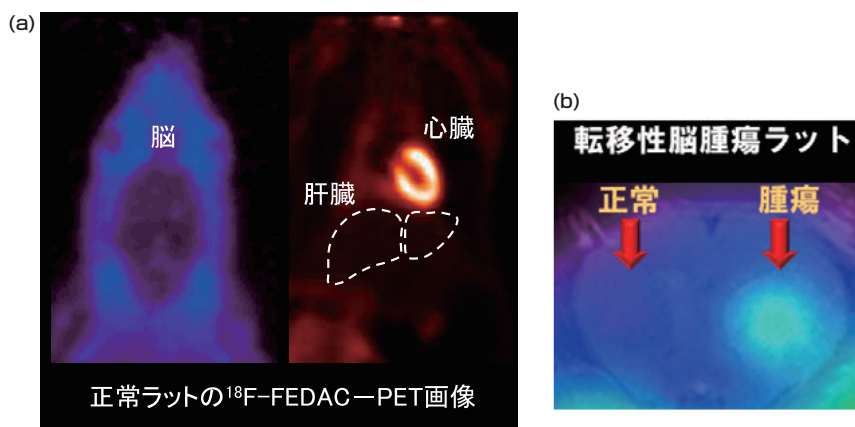 (a)
脳
心臓
肝臓
正常ラットの¹⁸F-FEDAC－PET画像
(b)
転移性脳腫瘍ラット
正常 腫瘍